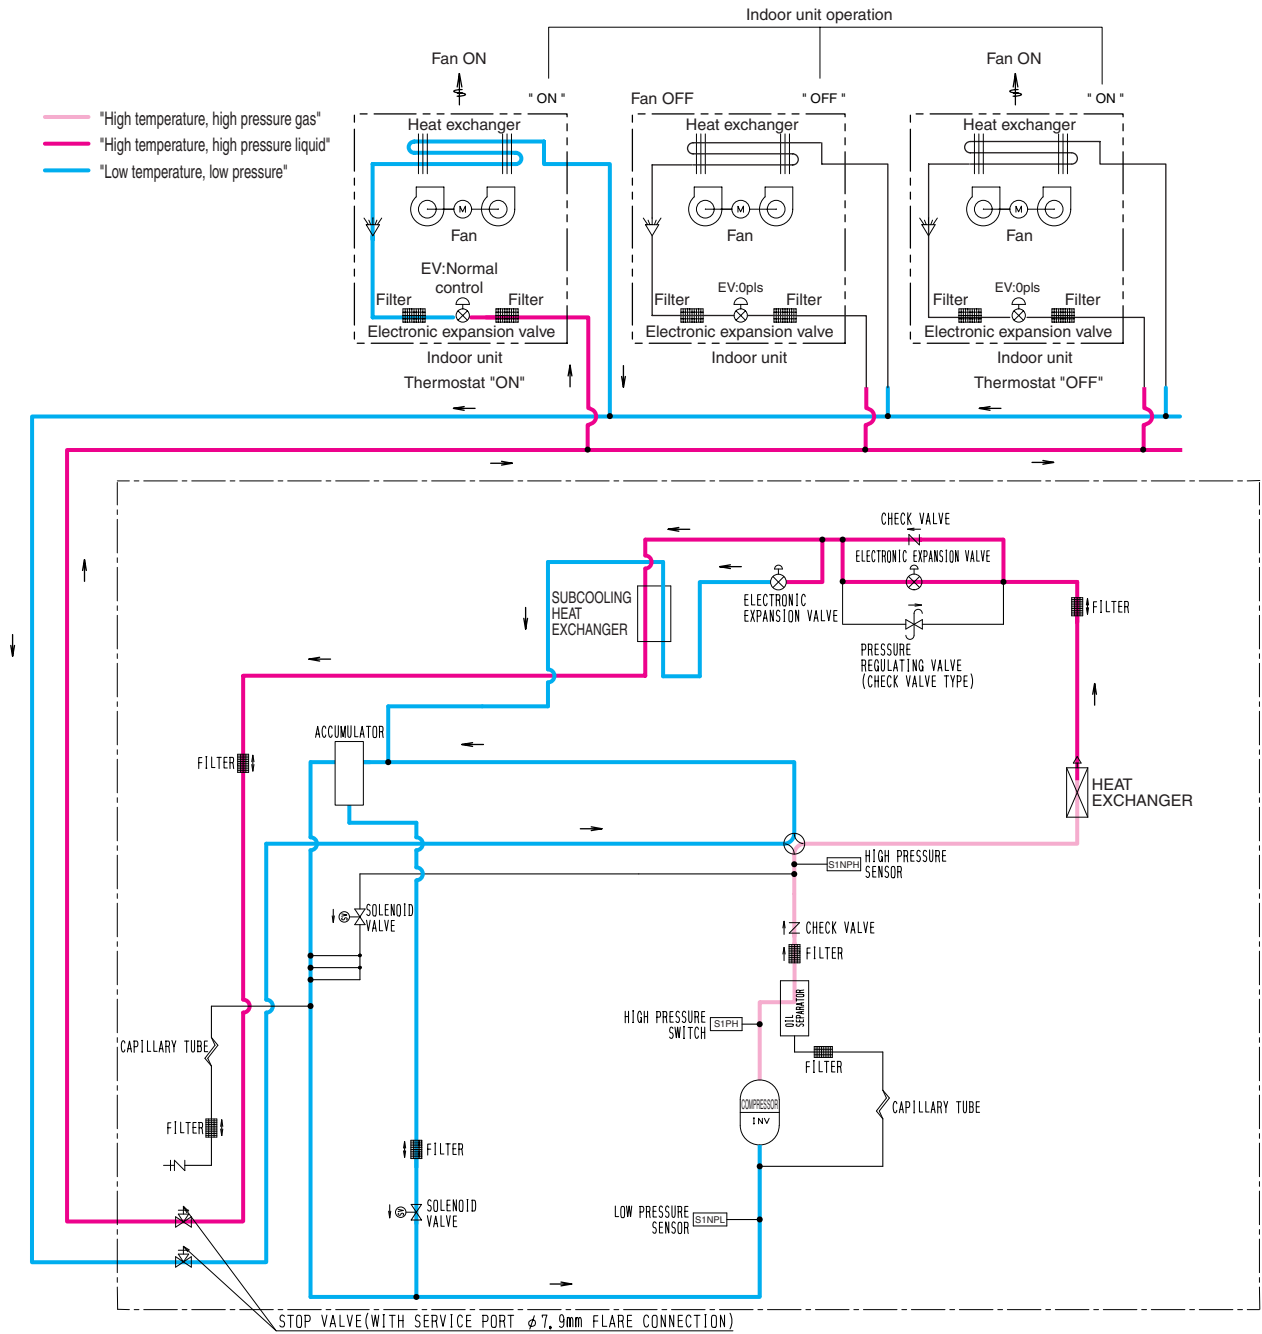 Indoor unit operation
Fan ON
Fan ON
" ON "
Fan OFF
" OFF "
" ON "
"High temperature, high pressure gas"
"High temperature, high pressure liquid"
"Low temperature, low pressure"
Heat exchanger
Heat exchanger
Heat exchanger
M
M
M
Fan
Fan
Fan
EV:Normal
control
EV:0pls
EV:0pls
Filter
Filter
Filter
Filter
Filter
Filter
Electronic expansion valve
Electronic expansion valve
Electronic expansion valve
Indoor unit
Indoor unit
Indoor unit
Thermostat "ON"
Thermostat "OFF"
CHECK VALVE
ELECTRONIC EXPANSION VALVE
SUBCOOLING
HEAT
EXCHANGER
ELECTRONIC
EXPANSION VALVE
FILTER
PRESSURE
REGULATING VALVE
(CHECK VALVE TYPE)
ACCUMULATOR
FILTER
HEAT
EXCHANGER
HIGH PRESSURE
SENSOR
S1NPH
SOLENOID
VALVE
CHECK VALVE
FILTER
OIL
SEPARATOR
HIGH PRESSURE
SWITCH
S1PH
CAPILLARY TUBE
FILTER
COMPRESSOR
INV
CAPILLARY TUBE
FILTER
FILTER
SOLENOID
VALVE
LOW PRESSURE
SENSOR
S1NPL
STOP VALVE(WITH SERVICE PORT ϕ7.9mm FLARE CONNECTION)